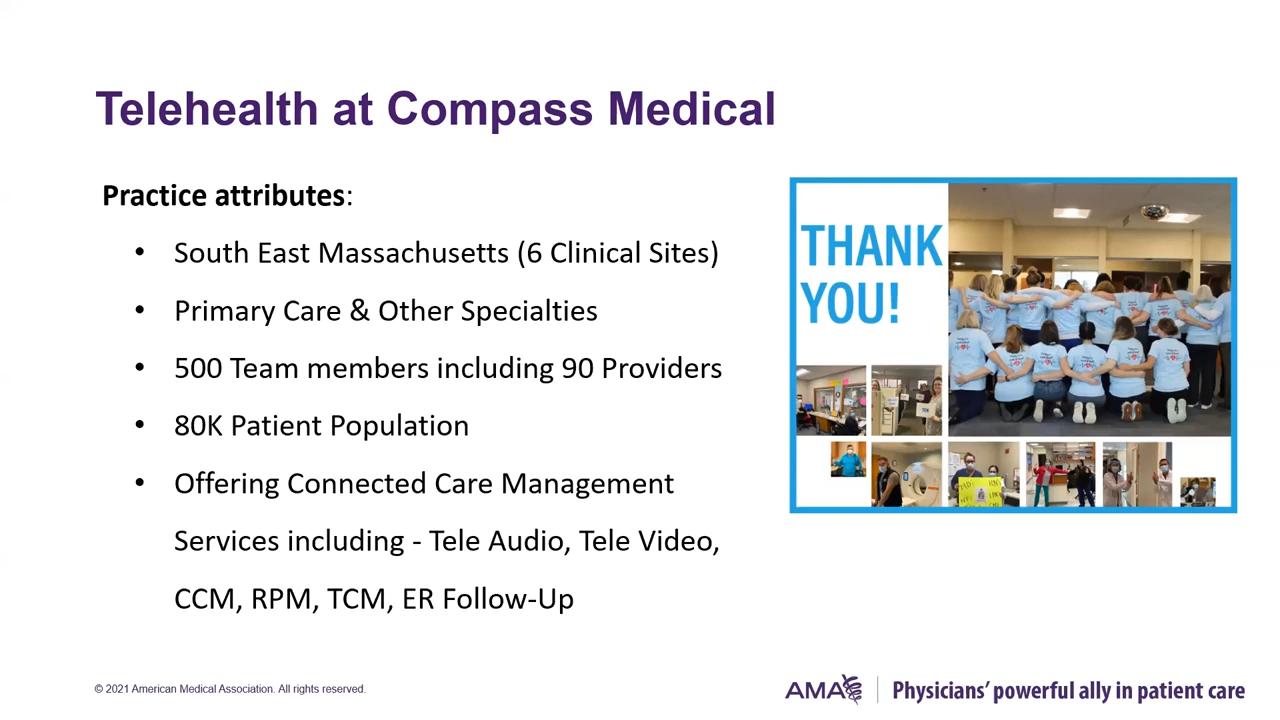 Telehealth at Compass Medical
Practice attributes:
• South East Massachusetts (6 Clinical Sites)
• Primary Care & Other Specialties
• 500 Team members including 90 Providers
• 80K Patient Population
• Offering Connected Care Management
Services including - Tele Audio, Tele Video,
CCM, RPM, TCM, ER Follow-Up
THANK
YOU!
© 2021 American Medical Association. All rights reserved.
AMA
Physicians’ powerful ally in patient care